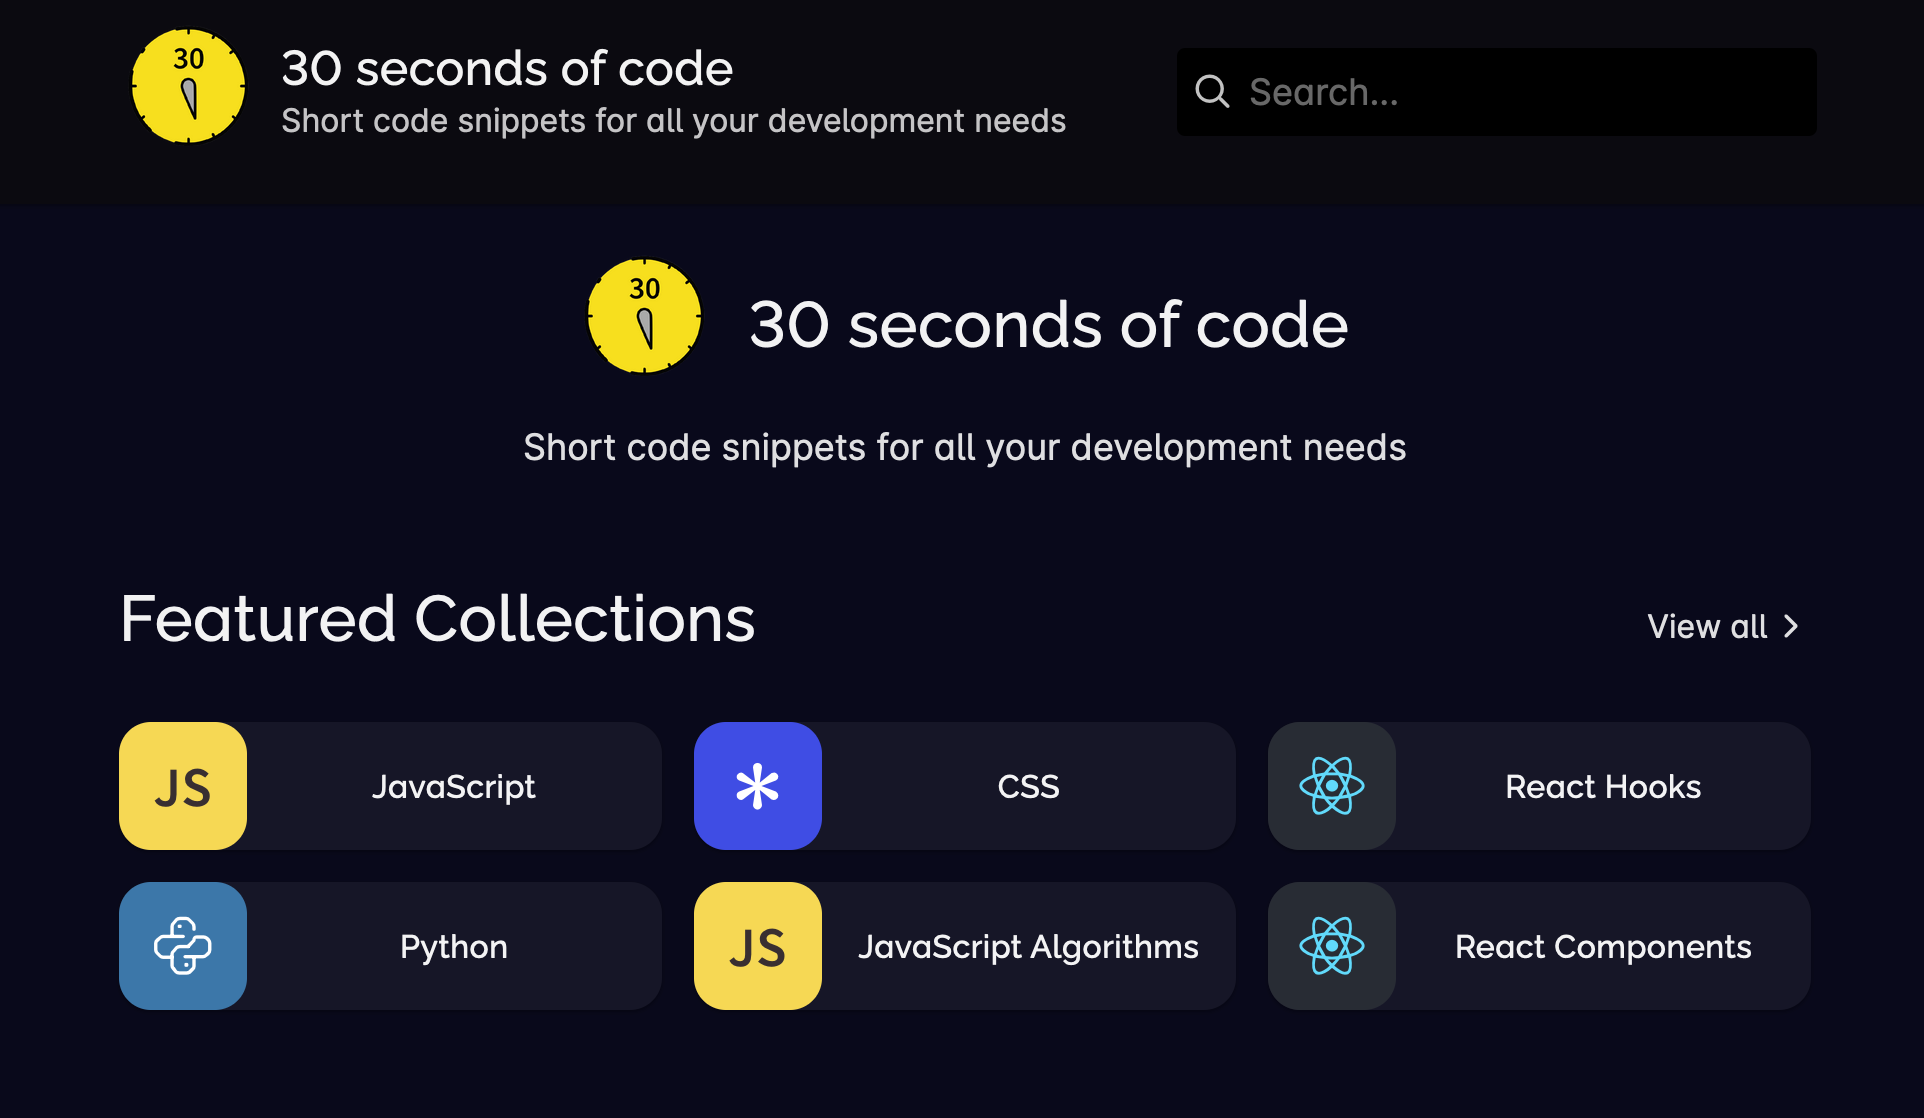 30
30 seconds of code
Short code snippets for all your development needs
Search...
30
30 seconds of code
Short code snippets for all your development needs
Featured Collections
View all
JS
JavaScript
CSS
React Hooks
Python
JS
JavaScript Algorithms
React Components